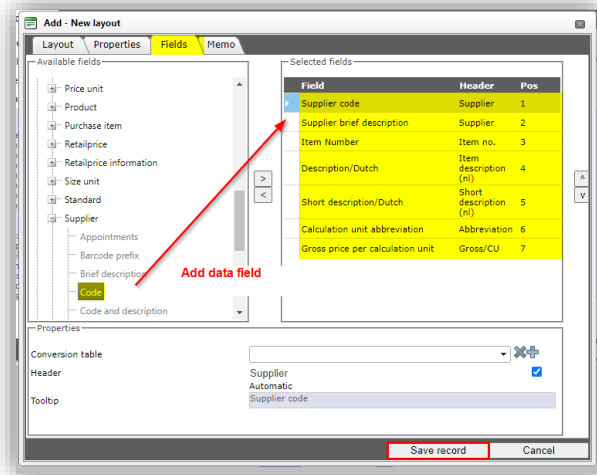 Add - New layout
Layout Properties Fields Memo
Available fields
Price unit
Product
Purchase item
Retailprice
Retailprice information
Size unit
Standard
Supplier
Appointments
Barcode prefix
Brief description
Code
Code and description
Add data field
>
<
Selected fields
Field Header Pos
Supplier code Supplier 1
Supplier brief description Supplier 2
Item Number Item no. 3
Description/Dutch Item description (nl) 4
Short description/Dutch Short description (nl) 5
Calculation unit abbreviation Abbreviation 6
Gross price per calculation unit Gross/CU 7
^
v
Properties
Conversion table
Header Supplier
Automatic
Tooltip Supplier code
Save record Cancel